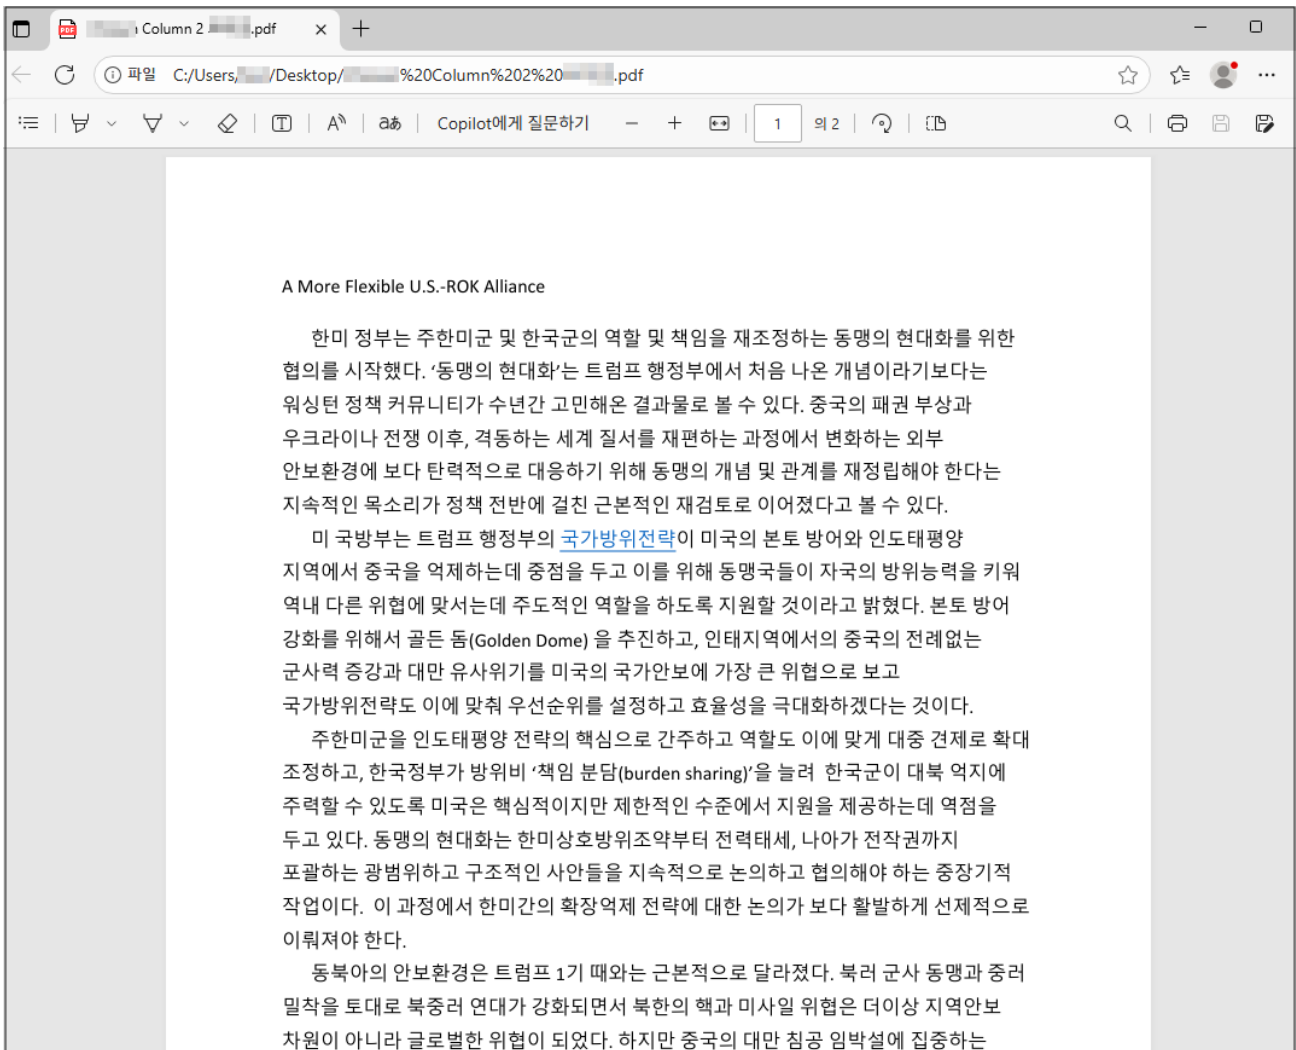 Column 2
.pdf
파일
C:/Users/ /Desktop/ %20Column%202%20 .pdf
aあ
Copilot에게 질문하기
1
의 2
A More Flexible U.S.-ROK Alliance
한미 정부는 주한미군 및 한국군의 역할 및 책임을 재조정하는 동맹의 현대화를 위한
협의를 시작했다. ‘동맹의 현대화’는 트럼프 행정부에서 처음 나온 개념이라기보다는
워싱턴 정책 커뮤니티가 수년간 고민해온 결과물로 볼 수 있다. 중국의 패권 부상과
우크라이나 전쟁 이후, 격동하는 세계 질서를 재편하는 과정에서 변화하는 외부
안보환경에 보다 탄력적으로 대응하기 위해 동맹의 개념 및 관계를 재정립해야 한다는
지속적인 목소리가 정책 전반에 걸친 근본적인 재검토로 이어졌다고 볼 수 있다.
미 국방부는 트럼프 행정부의 국가방위전략이 미국의 본토 방어와 인도태평양
지역에서 중국을 억제하는데 중점을 두고 이를 위해 동맹국들이 자국의 방위능력을 키워
역내 다른 위협에 맞서는데 주도적인 역할을 하도록 지원할 것이라고 밝혔다. 본토 방어
강화를 위해서 골든 돔(Golden Dome) 을 추진하고, 인태지역에서의 중국의 전례없는
군사력 증강과 대만 유사위기를 미국의 국가안보에 가장 큰 위협으로 보고
국가방위전략도 이에 맞춰 우선순위를 설정하고 효율성을 극대화하겠다는 것이다.
주한미군을 인도태평양 전략의 핵심으로 간주하고 역할도 이에 맞게 대중 견제로 확대
조정하고, 한국정부가 방위비 ‘책임 분담(burden sharing)’을 늘려 한국군이 대북 억지에
주력할 수 있도록 미국은 핵심적이지만 제한적인 수준에서 지원을 제공하는데 역점을
두고 있다. 동맹의 현대화는 한미상호방위조약부터 전력태세, 나아가 전작권까지
포괄하는 광범위하고 구조적인 사안들을 지속적으로 논의하고 협의해야 하는 중장기적
작업이다. 이 과정에서 한미간의 확장억제 전략에 대한 논의가 보다 활발하게 선제적으로
이뤄져야 한다.
동북아의 안보환경은 트럼프 1기 때와는 근본적으로 달라졌다. 북러 군사 동맹과 중러
밀착을 토대로 북중러 연대가 강화되면서 북한의 핵과 미사일 위협은 더이상 지역안보
차원이 아니라 글로벌한 위협이 되었다. 하지만 중국의 대만 침공 임박설에 집중하는